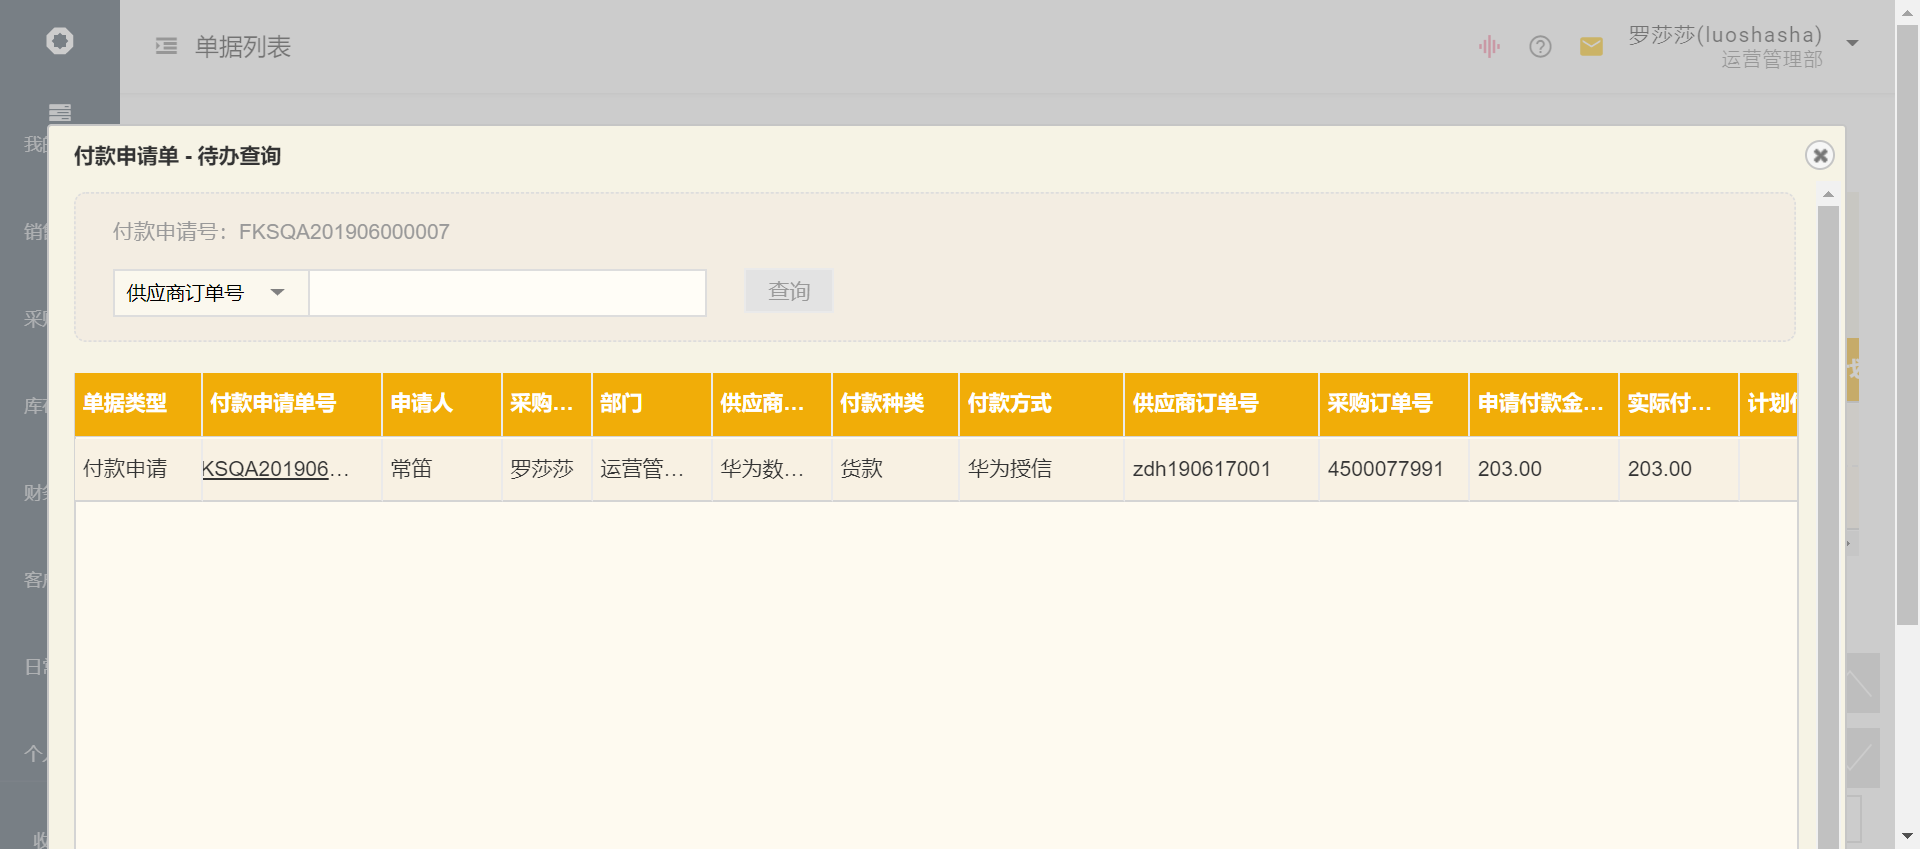 单据列表
罗莎莎(luoshasha)
运营管理部
付款申请单 - 待办查询
付款申请号：FKSQA201906000007
供应商订单号
查询
单据类型 付款申请单号 申请人 采购... 部门 供应商... 付款种类 付款方式 供应商订单号 采购订单号 申请付款金... 实际付... 计划
付款申请 KSQA201906... 常笛 罗莎莎 运营管... 华为数... 货款 华为授信 zdh190617001 4500077991 203.00 203.00
我
销
采
库
财
客
日
个
收